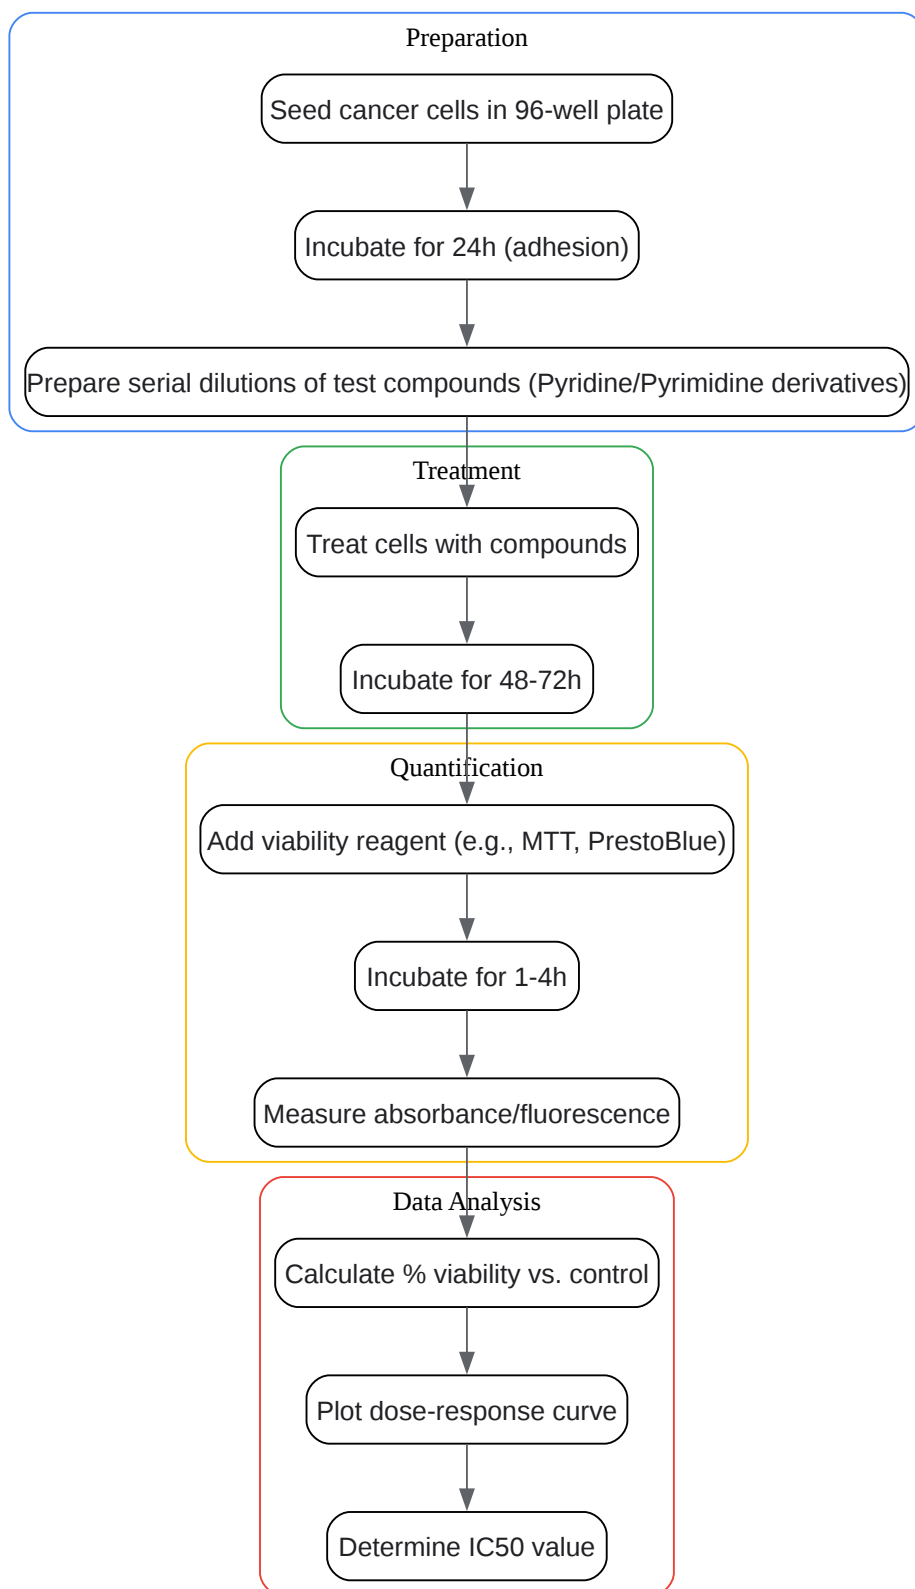 Preparation
Seed cancer cells in 96-well plate
Incubate for 24h (adhesion)
Prepare serial dilutions of test compounds (Pyridine/Pyrimidine derivatives)
Treatment
Treat cells with compounds
Incubate for 48-72h
Quantification
Add viability reagent (e.g., MTT, PrestoBlue)
Incubate for 1-4h
Measure absorbance/fluorescence
Data Analysis
Calculate % viability vs. control
Plot dose-response curve
Determine IC50 value